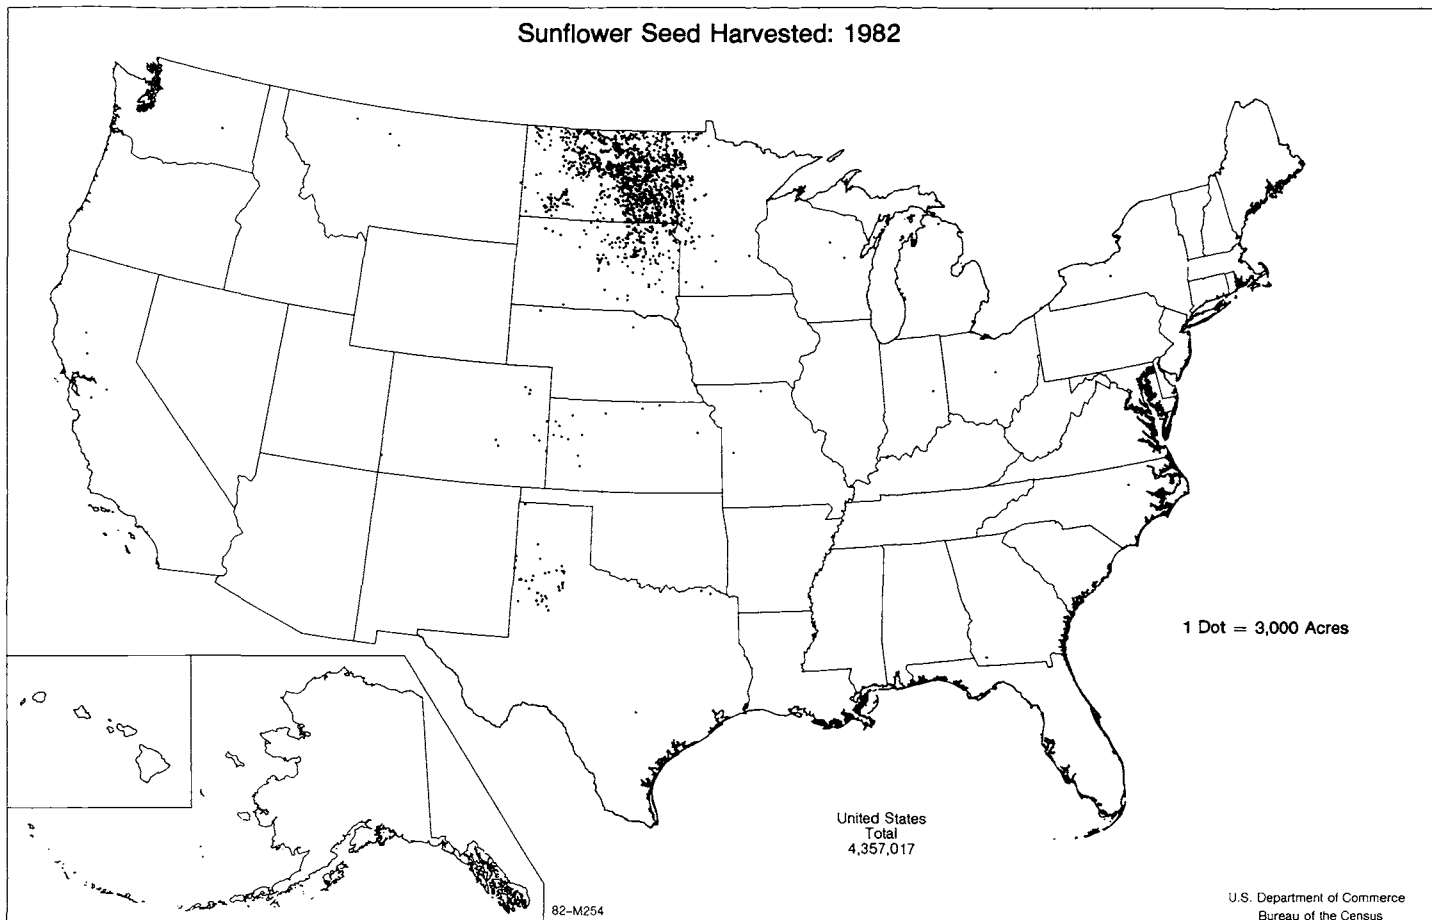 Sunflower Seed Harvested: 1982
1 Dot = 3,000 Acres
United States
Total
4,357,017
82-M254
U.S. Department of Commerce
Bureau of the Census